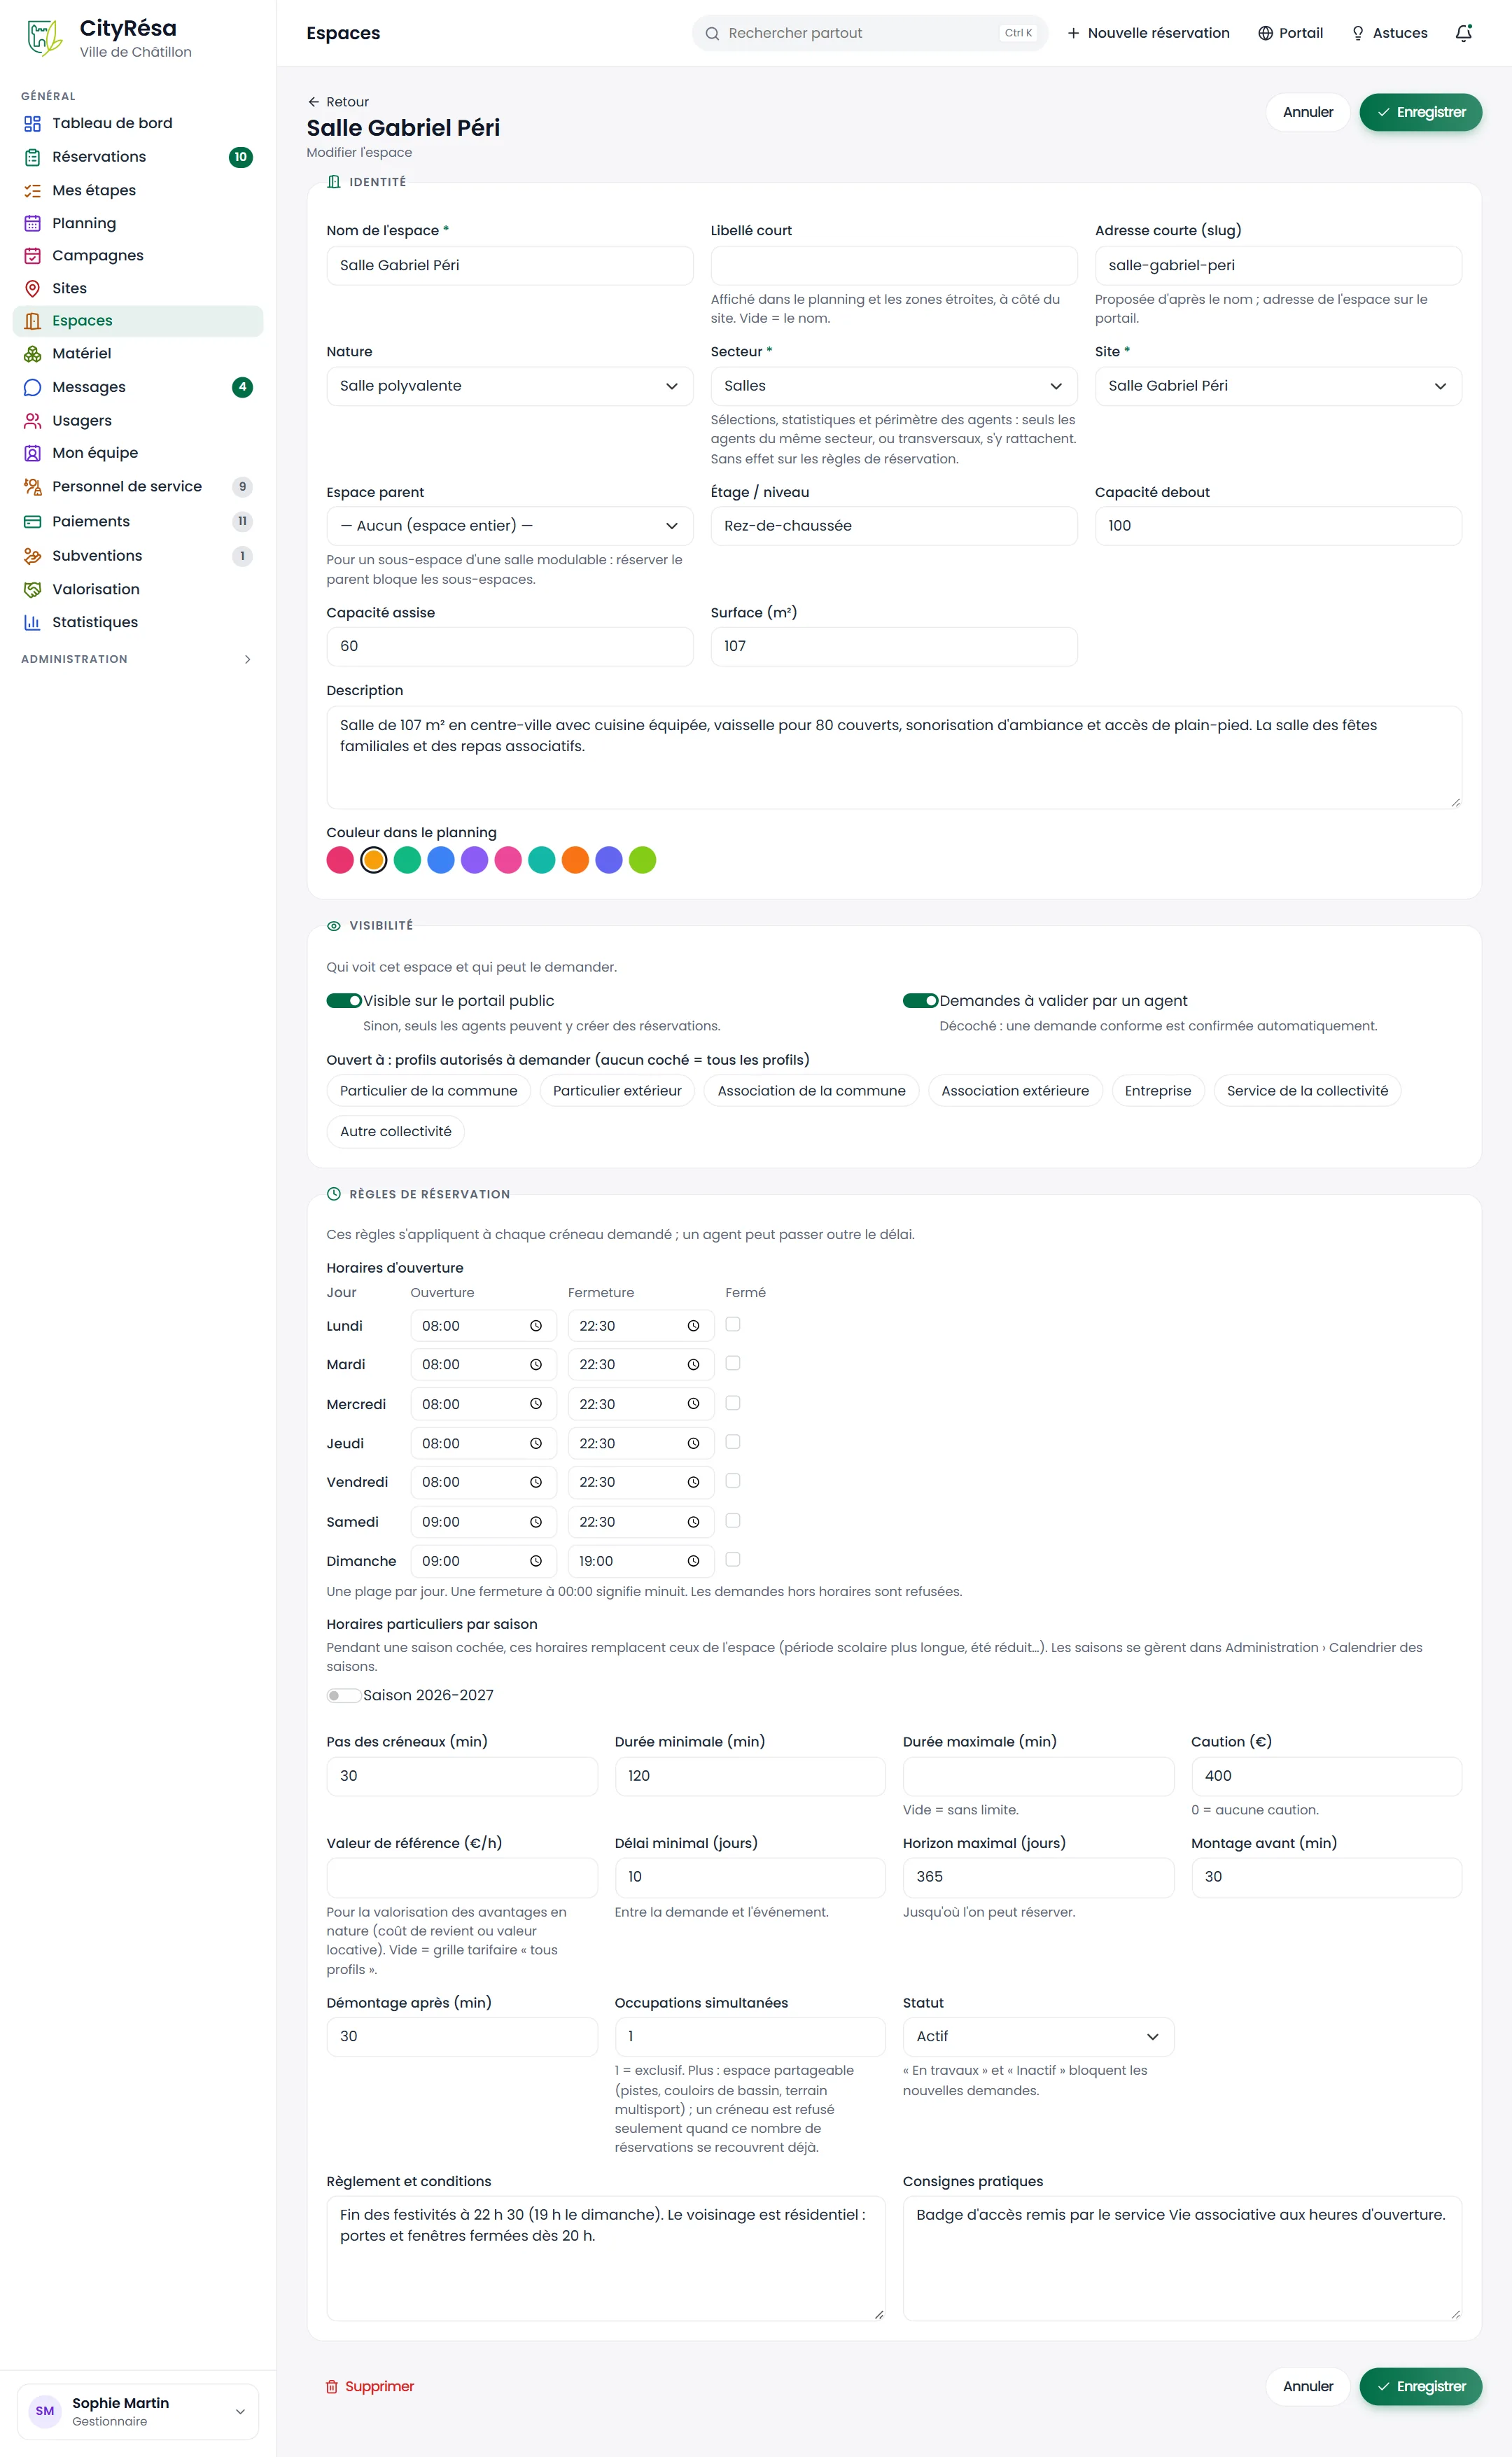 CityRésa
Ville de Châtillon
GÉNÉRAL
Tableau de bord
Réservations 10
Mes étapes
Planning
Campagnes
Sites
Espaces
Matériel
Messages 4
Usagers
Mon équipe
Personnel de service 9
Paiements 11
Subventions 1
Valorisation
Statistiques
ADMINISTRATION
SM Sophie Martin
Gestionnaire
Espaces
Rechercher partout Ctrl K
Nouvelle réservation
Portail
Astuces
Retour
Salle Gabriel Péri
Modifier l'espace
Annuler
Enregistrer
IDENTITÉ
Nom de l'espace * Libellé court Adresse courte (slug)
Salle Gabriel Péri salle-gabriel-peri
Affiché dans le planning et les zones étroites, à côté du
site. Vide = le nom.
Proposée d'après le nom ; adresse de l'espace sur le
portail.
Nature Secteur * Site *
Salle polyvalente Salles Salle Gabriel Péri
Sélections, statistiques et périmètre des agents : seuls les
agents du même secteur, ou transversaux, s'y rattachent.
Sans effet sur les règles de réservation.
Espace parent Étage / niveau Capacité debout
— Aucun (espace entier) — Rez-de-chaussée 100
Pour un sous-espace d'une salle modulable : réserver le
parent bloque les sous-espaces.
Capacité assise Surface (m²)
60 107
Description
Salle de 107 m² en centre-ville avec cuisine équipée, vaisselle pour 80 couverts, sonorisation d'ambiance et accès de plain-pied. La salle des fêtes
familiales et des repas associatifs.
Couleur dans le planning
VISIBILITÉ
Qui voit cet espace et qui peut le demander.
Visible sur le portail public
Sinon, seuls les agents peuvent y créer des réservations.
Demandes à valider par un agent
Décoché : une demande conforme est confirmée automatiquement.
Ouvert à : profils autorisés à demander (aucun coché = tous les profils)
Particulier de la commune Particulier extérieur Association de la commune Association extérieure Entreprise Service de la collectivité
Autre collectivité
RÈGLES DE RÉSERVATION
Ces règles s'appliquent à chaque créneau demandé ; un agent peut passer outre le délai.
Horaires d'ouverture
Jour Ouverture Fermeture Fermé
Lundi 08:00 22:30
Mardi 08:00 22:30
Mercredi 08:00 22:30
Jeudi 08:00 22:30
Vendredi 08:00 22:30
Samedi 09:00 22:30
Dimanche 09:00 19:00
Une plage par jour. Une fermeture à 00:00 signifie minuit. Les demandes hors horaires sont refusées.
Horaires particuliers par saison
Pendant une saison cochée, ces horaires remplacent ceux de l'espace (période scolaire plus longue, été réduit…). Les saisons se gèrent dans Administration › Calendrier des
saisons.
Saison 2026-2027
Pas des créneaux (min) Durée minimale (min) Durée maximale (min) Caution (€)
30 120 400
Vide = sans limite. 0 = aucune caution.
Valeur de référence (€/h) Délai minimal (jours) Horizon maximal (jours) Montage avant (min)
10 365 30
Pour la valorisation des avantages en
nature (coût de revient ou valeur
locative). Vide = grille tarifaire « tous
profils ».
Entre la demande et l'événement.
Jusqu'où l'on peut réserver.
Démontage après (min) Occupations simultanées Statut
30 1 Actif
1 = exclusif. Plus : espace partageable
(pistes, couloirs de bassin, terrain
multisport) ; un créneau est refusé
seulement quand ce nombre de
réservations se recouvrent déjà.
« En travaux » et « Inactif » bloquent les
nouvelles demandes.
Règlement et conditions
Fin des festivités à 22 h 30 (19 h le dimanche). Le voisinage est résidentiel :
portes et fenêtres fermées dès 20 h.
Consignes pratiques
Badge d'accès remis par le service Vie associative aux heures d'ouverture.
Supprimer
Annuler
Enregistrer